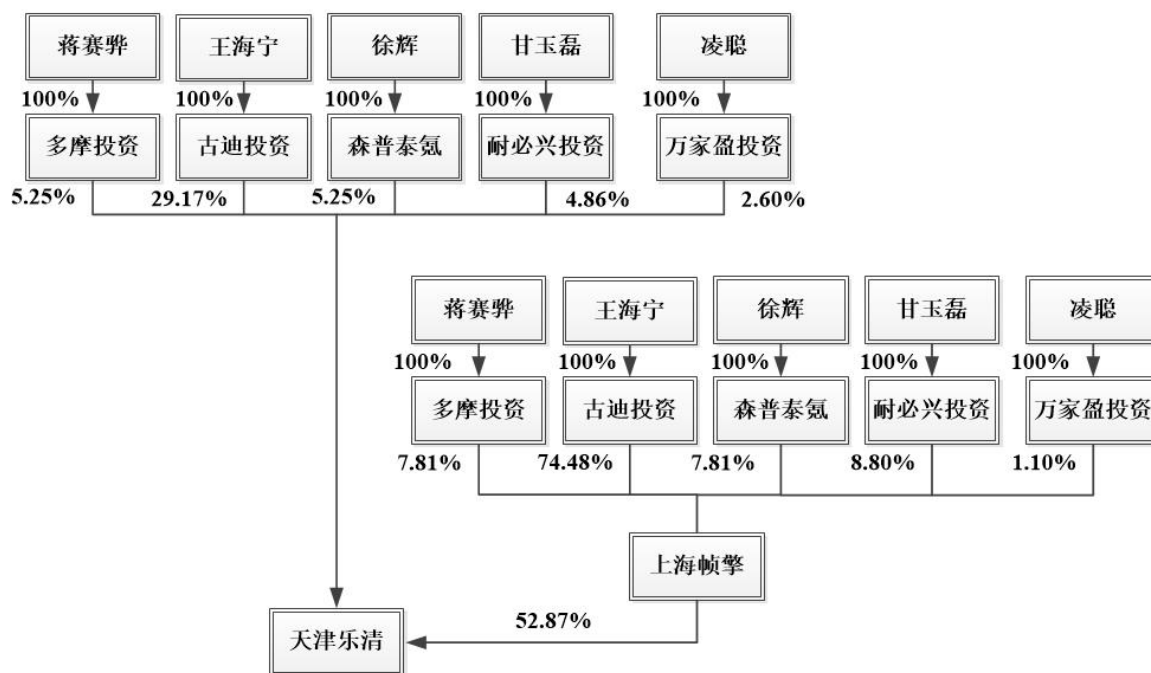 蒋赛骅
王海宁
徐辉
甘玉磊
凌聪
100%
100%
100%
100%
100%
多摩投资
古迪投资
森普泰氪
耐必兴投资
万家盈投资
5.25%
29.17%
5.25%
4.86%
2.60%
蒋赛骅
王海宁
徐辉
甘玉磊
凌聪
100%
100%
100%
100%
100%
多摩投资
古迪投资
森普泰氪
耐必兴投资
万家盈投资
7.81%
74.48%
7.81%
8.80%
1.10%
上海帧擎
52.87%
天津乐清